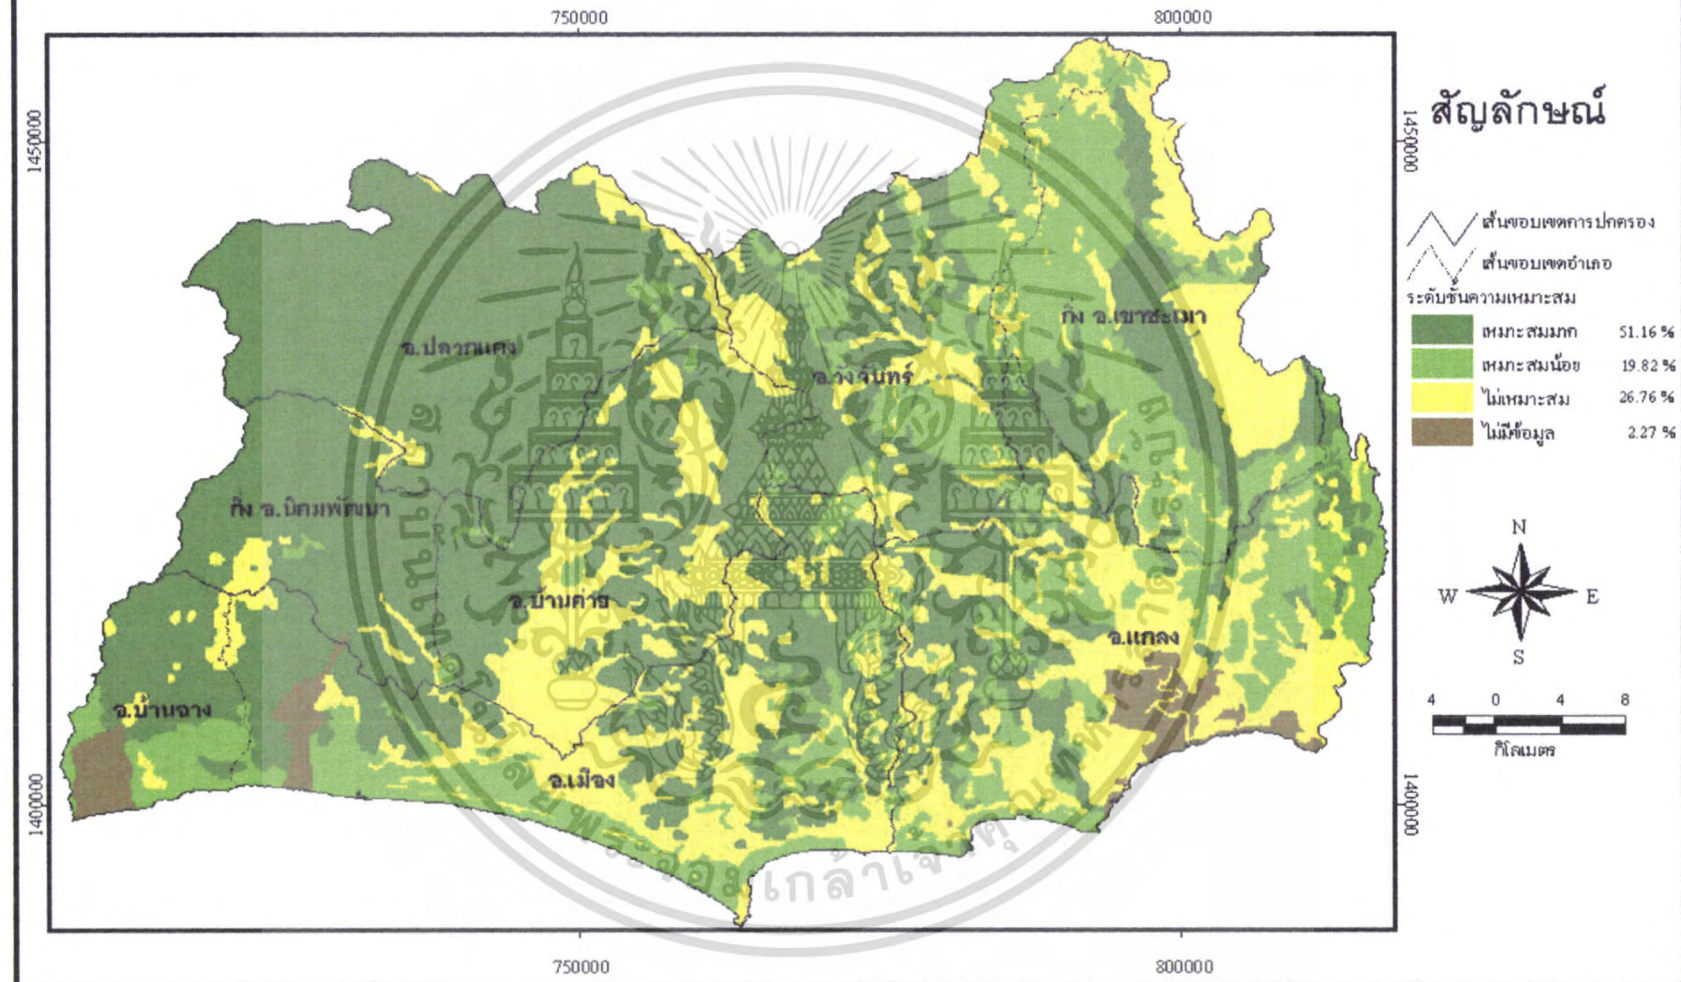 750000
800000
1450000
1450000
สัญลักษณ์
เส้นขอบเขตการปกครอง
เส้นขอบเขตอำเภอ
ระดับชั้นความเหมาะสม
เหมาะสมมาก 51.16 %
เหมาะสมน้อย 19.82 %
ไม่เหมาะสม 26.76 %
ไม่มีข้อมูล 2.27 %
กิ่ง อ.เขาชะเมา
อ.ปลวกแดง
อ.วังจันทร์
กิ่ง อ.นิคมพัฒนา
อ.บ้านค่าย
อ.แกลง
อ.บ้านฉาง
อ.เมือง
N
W
E
S
4 0 4 8
กิโลเมตร
1400000
1400000
750000
800000